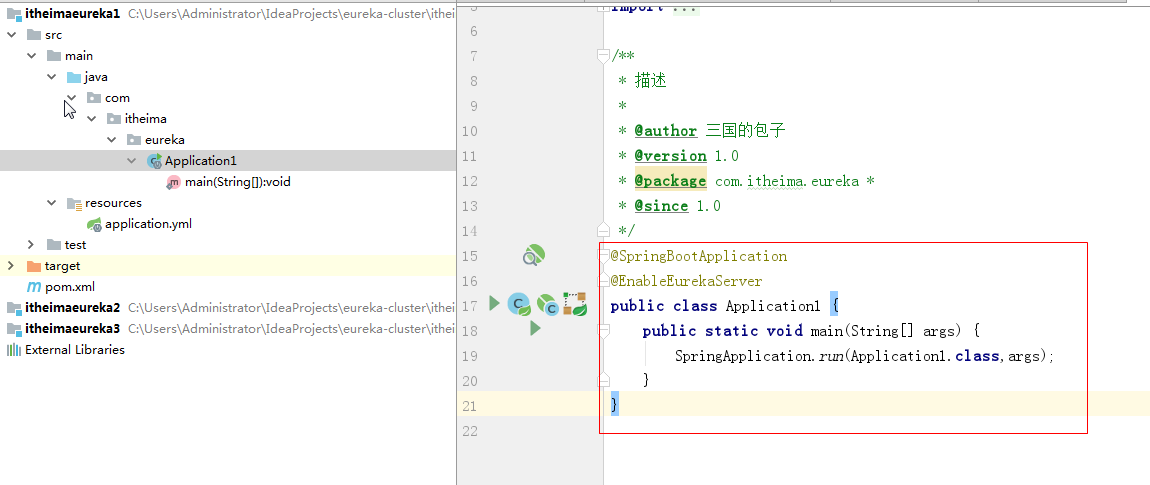 itheimaeureka1 C:\Users\Administrator\IdeaProjects\eureka-cluster\ithei
src
main
java
com
itheima
eureka
Application1
main(String[]):void
resources
application.yml
test
target
pom.xml
itheimaeureka2 C:\Users\Administrator\IdeaProjects\eureka-cluster\ithei
itheimaeureka3 C:\Users\Administrator\IdeaProjects\eureka-cluster\ithei
External Libraries
5 import ...
6
7 /**
8 * 描述
9 *
10 * @author 三国的包子
11 * @version 1.0
12 * @package com.itheima.eureka *
13 * @since 1.0
14 */
15 @SpringBootApplication
16 @EnableEurekaServer
17 public class Application1 {
18 public static void main(String[] args) {
19 SpringApplication.run(Application1.class,args);
20 }
21 }
22